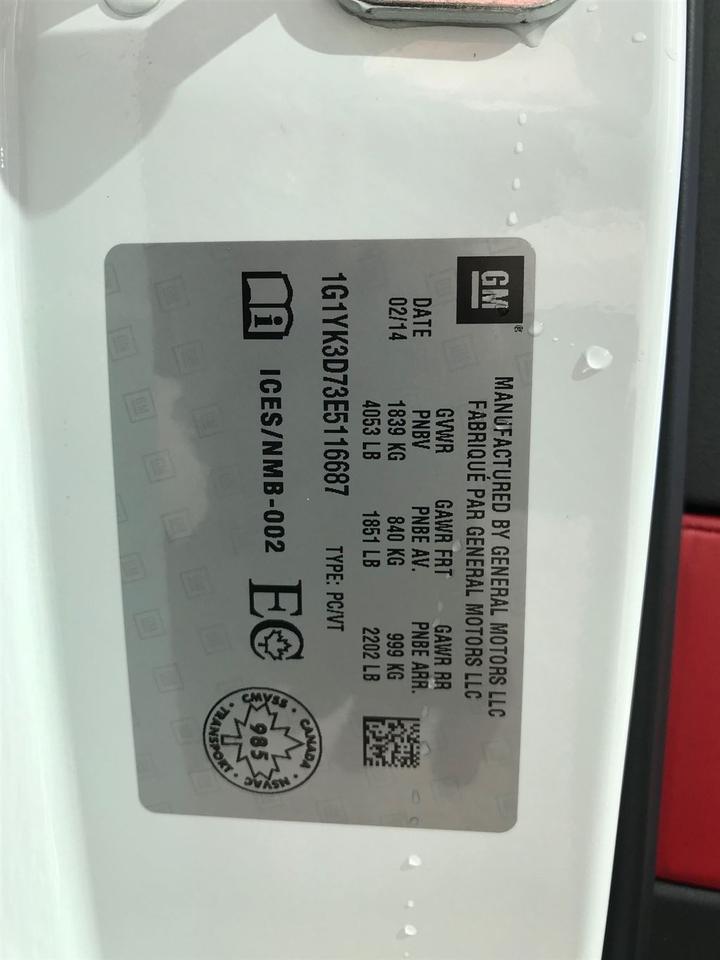 GM
MANUFACTURED BY GENERAL MOTORS LLC
FABRIQUÉ PAR GENERAL MOTORS LLC
DATE GVWR GAWR FRT GAWR RR
02/14 PNBV PNBE AV. PNBE ARR.
1839 KG 840 KG 999 KG
4053 LB 1851 LB 2202 LB
1G1YK3D73E5116687 TYPE: PC/VT
i ICES/NMB-002 EC
CANADA · NSVAC · TRANSPORT · CMVSS ·
985